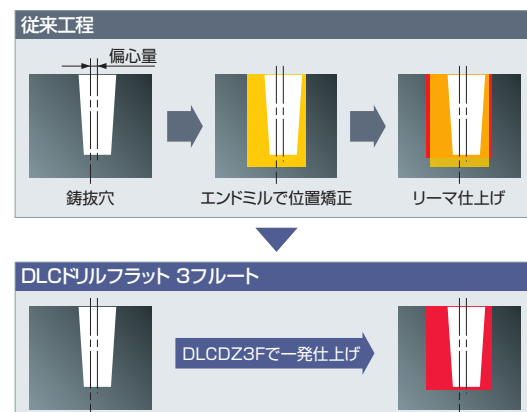 従来工程
偏心量
鋳抜穴
エンドミルで位置矯正
リーマ仕上げ
DLCドリルフラット 3フルート
DLCDZ3Fで一発仕上げ